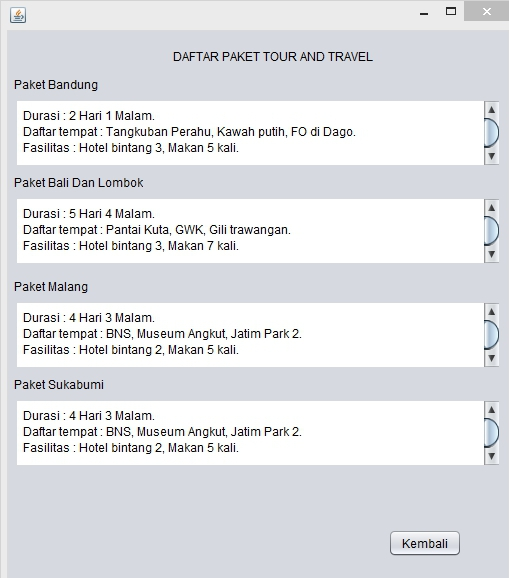 DAFTAR PAKET TOUR AND TRAVEL
Paket Bandung
Durasi : 2 Hari 1 Malam.
Daftar tempat : Tangkuban Perahu, Kawah putih, FO di Dago.
Fasilitas : Hotel bintang 3, Makan 5 kali.
Paket Bali Dan Lombok
Durasi : 5 Hari 4 Malam.
Daftar tempat : Pantai Kuta, GWK, Gili trawangan.
Fasilitas : Hotel bintang 3, Makan 7 kali.
Paket Malang
Durasi : 4 Hari 3 Malam.
Daftar tempat : BNS, Museum Angkut, Jatim Park 2.
Fasilitas : Hotel bintang 2, Makan 5 kali.
Paket Sukabumi
Durasi : 4 Hari 3 Malam.
Daftar tempat : BNS, Museum Angkut, Jatim Park 2.
Fasilitas : Hotel bintang 2, Makan 5 kali.
Kembali